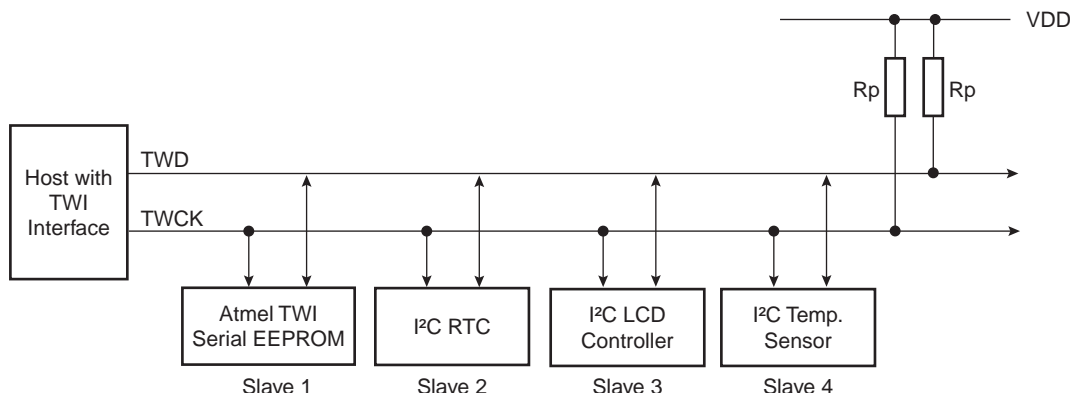 VDD
Rp
Rp
Host with
TWI
Interface
TWD
TWCK
Atmel TWI
Serial EEPROM
I²C RTC
I²C LCD
Controller
I²C Temp.
Sensor
Slave 1
Slave 2
Slave 3
Slave 4